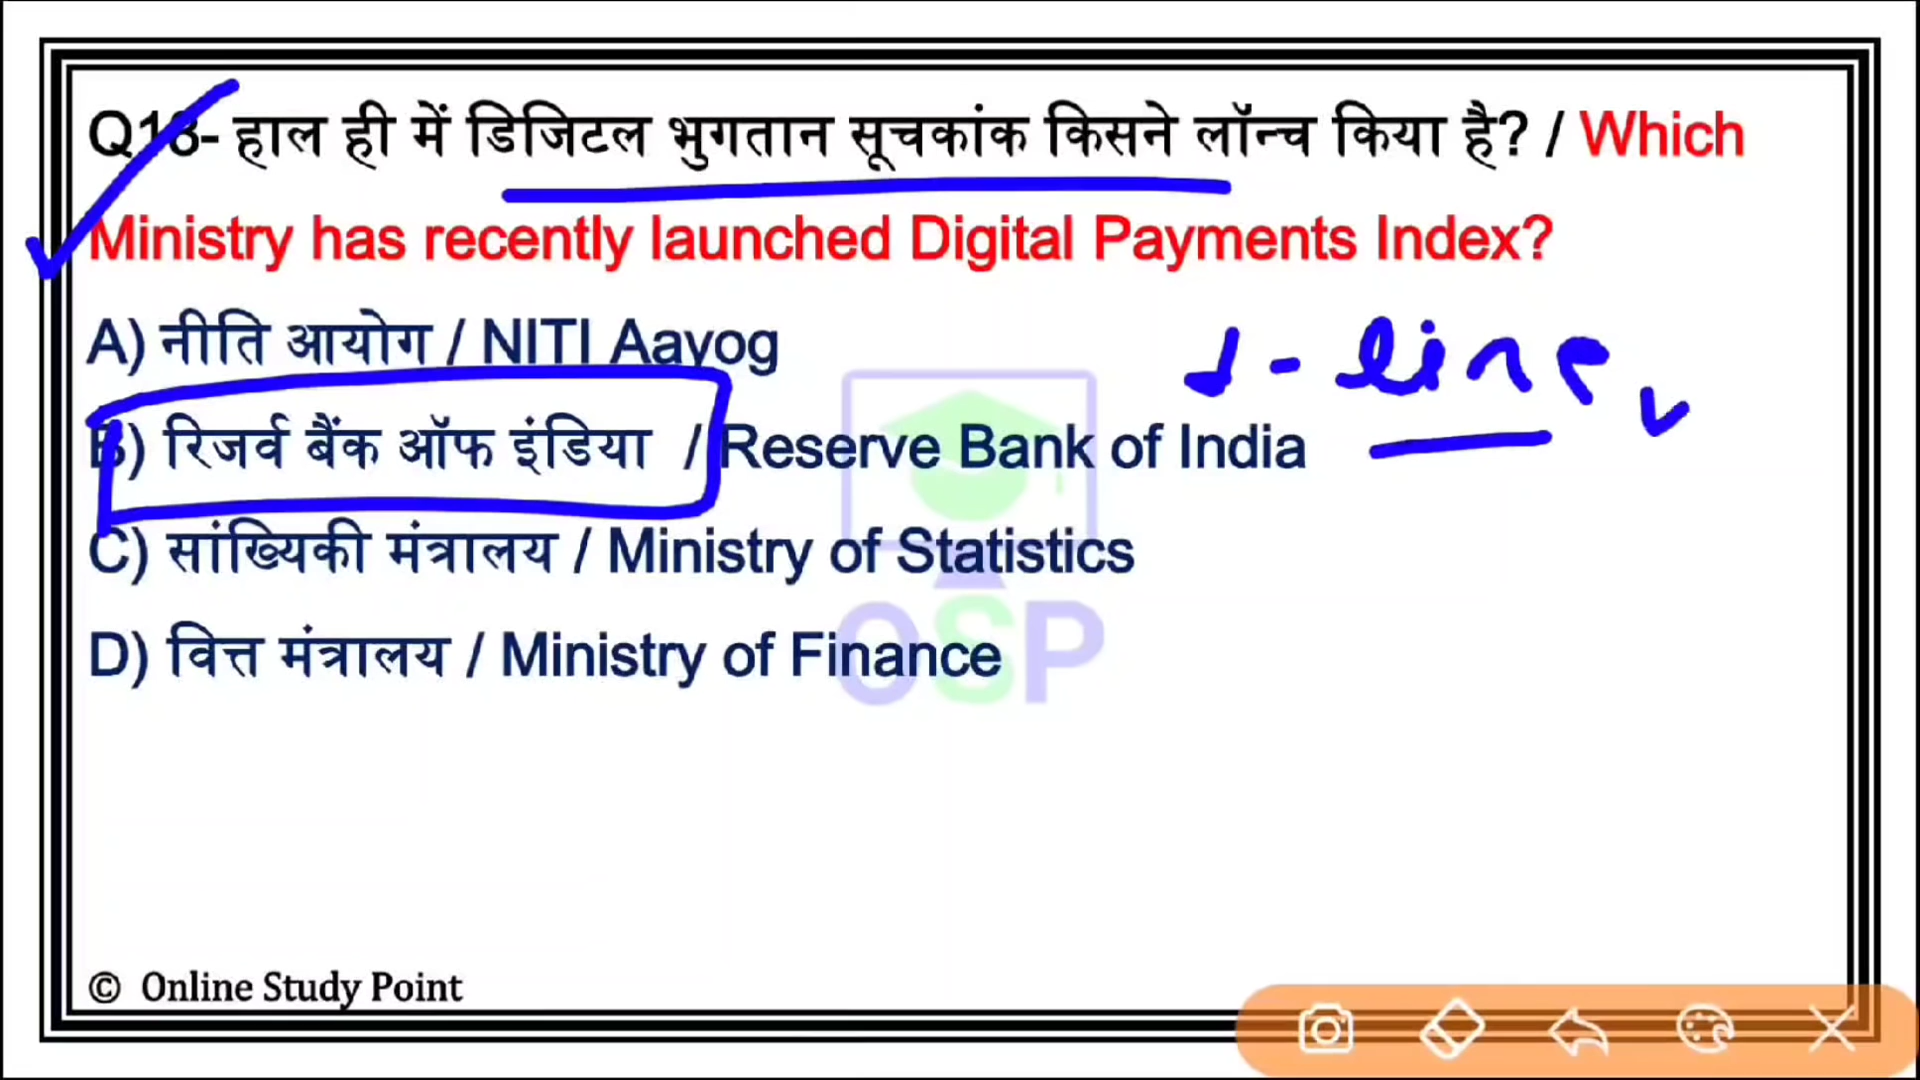 Q18- हाल ही में डिजिटल भुगतान सूचकांक किसने लॉन्च किया है? / Which
Ministry has recently launched Digital Payments Index?
A) नीति आयोग / NITI Aayog
B) रिजर्व बैंक ऑफ इंडिया / Reserve Bank of India
C) सांख्यिकी मंत्रालय / Ministry of Statistics
D) वित्त मंत्रालय / Ministry of Finance
OSP
© Online Study Point